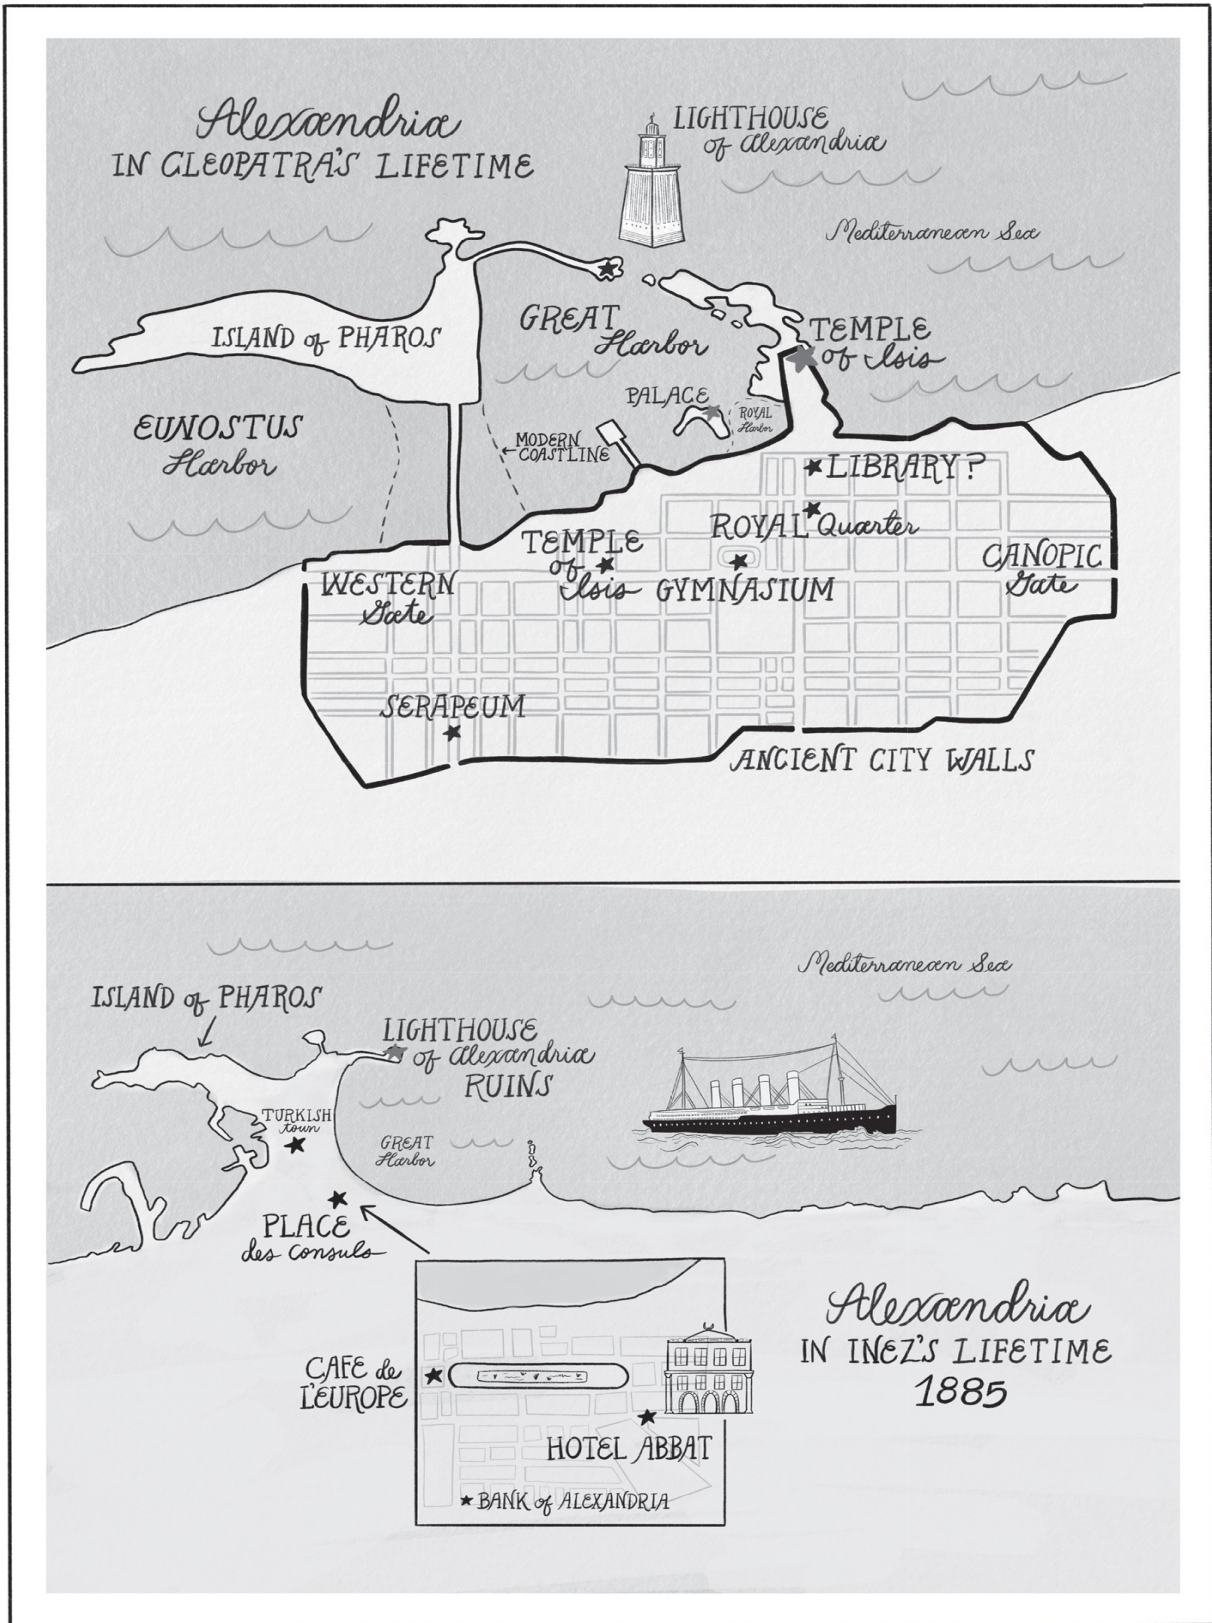 Alexandria
IN CLEOPATRA'S LIFETIME
LIGHTHOUSE
of Alexandria
Mediterranean Sea
ISLAND of PHAROS
GREAT
Harbor
TEMPLE
of Isis
EUNOSTUS
Harbor
PALACE
ROYAL
Harbor
MODERN
COASTLINE
LIBRARY?
ROYAL Quarter
TEMPLE
of
Isis
GYMNASIUM
CANOPIC
Gate
WESTERN
Gate
SERAPEUM
ANCIENT CITY WALLS
Mediterranean Sea
ISLAND of PHAROS
LIGHTHOUSE
of Alexandria
RUINS
TURKISH
town
GREAT
Harbor
PLACE
des consuls
Alexandria
IN INEZ'S LIFETIME
1885
CAFE de
L'EUROPE
HOTEL ABBAT
BANK of ALEXANDRIA